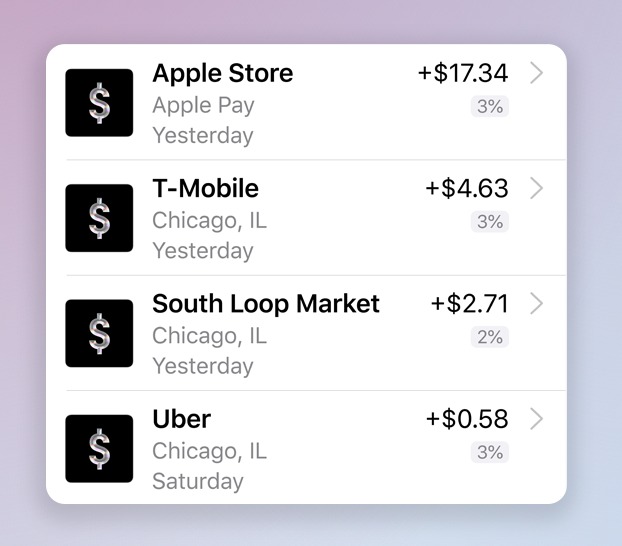 Apple Store +$17.34
Apple Pay 3%
Yesterday
T-Mobile +$4.63
Chicago, IL 3%
Yesterday
South Loop Market +$2.71
Chicago, IL 2%
Yesterday
Uber +$0.58
Chicago, IL 3%
Saturday